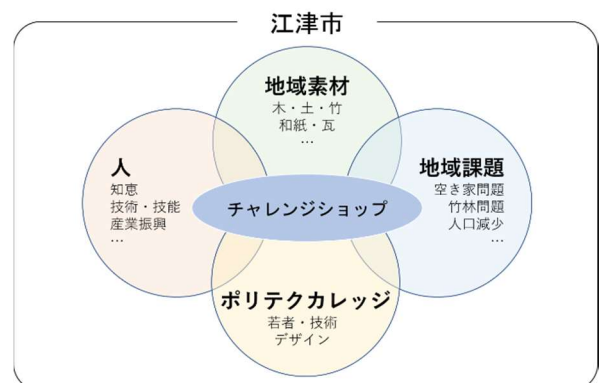 江津市
地域素材
木・土・竹
和紙・瓦
…
人
知恵
技術・技能
産業振興
…
地域課題
空き家問題
竹林問題
人口減少
…
チャレンジショップ
ポリテクカレッジ
若者・技術
デザイン